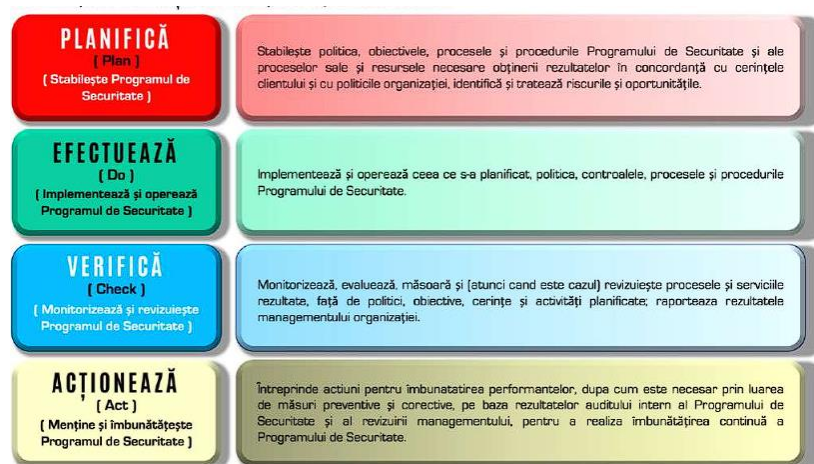 PLANIFICĂ
( Plan )
( Stabilește Programul de
Securitate )
Stabilește politica, obiectivele, procesele și procedurile Programului de Securitate și ale
proceselor sale și resursele necesare obținerii rezultatelor în concordanță cu cerințele
clientului și cu politicile organizației, identifică și tratează riscurile și oportunitățile.
EFECTUEAZĂ
( Do )
( Implementează și operează
Programul de Securitate )
Implementează și operează ceea ce s-a planificat, politica, controalele, procesele și procedurile
Programului de Securitate.
VERIFICĂ
( Check )
( Monitorizează și revizuiește
Programul de Securitate )
Monitorizează, evaluează, măsoară și (atunci cand este cazul) revizuiește procesele și serviciile
rezultate, față de politici, obiective, cerințe și activități planificate; raporteaza rezultatele
managementului organizației.
ACȚIONEAZĂ
( Act )
( Menține și îmbunătățește
Programul de Securitate )
Întreprinde actiuni pentru îmbunatatirea performantelor, dupa cum este necesar prin luarea
de măsuri preventive și corective, pe baza rezultatelor auditului intern al Programului de
Securitate și al revizuirii managementului, pentru a realiza îmbunătățirea continuă a
Programului de Securitate.